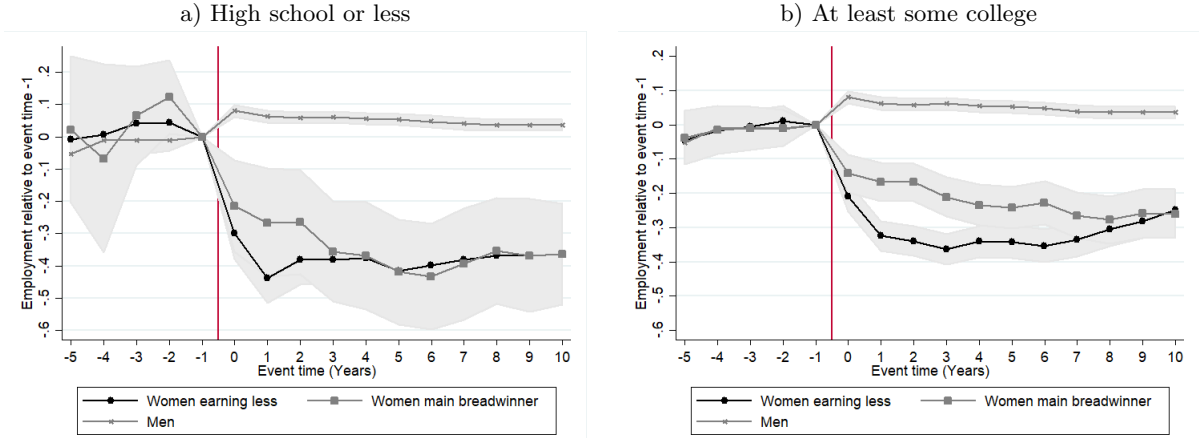 a) High school or less
Employment relative to event time -1
.2
.1
0
-.1
-.2
-.3
-.4
-.5
-.6
-5 -4 -3 -2 -1 0 1 2 3 4 5 6 7 8 9 10
Event time (Years)
Women earning less Women main breadwinner
Men
b) At least some college
Employment relative to event time -1
.2
.1
0
-.1
-.2
-.3
-.4
-.5
-.6
-5 -4 -3 -2 -1 0 1 2 3 4 5 6 7 8 9 10
Event time (Years)
Women earning less Women main breadwinner
Men